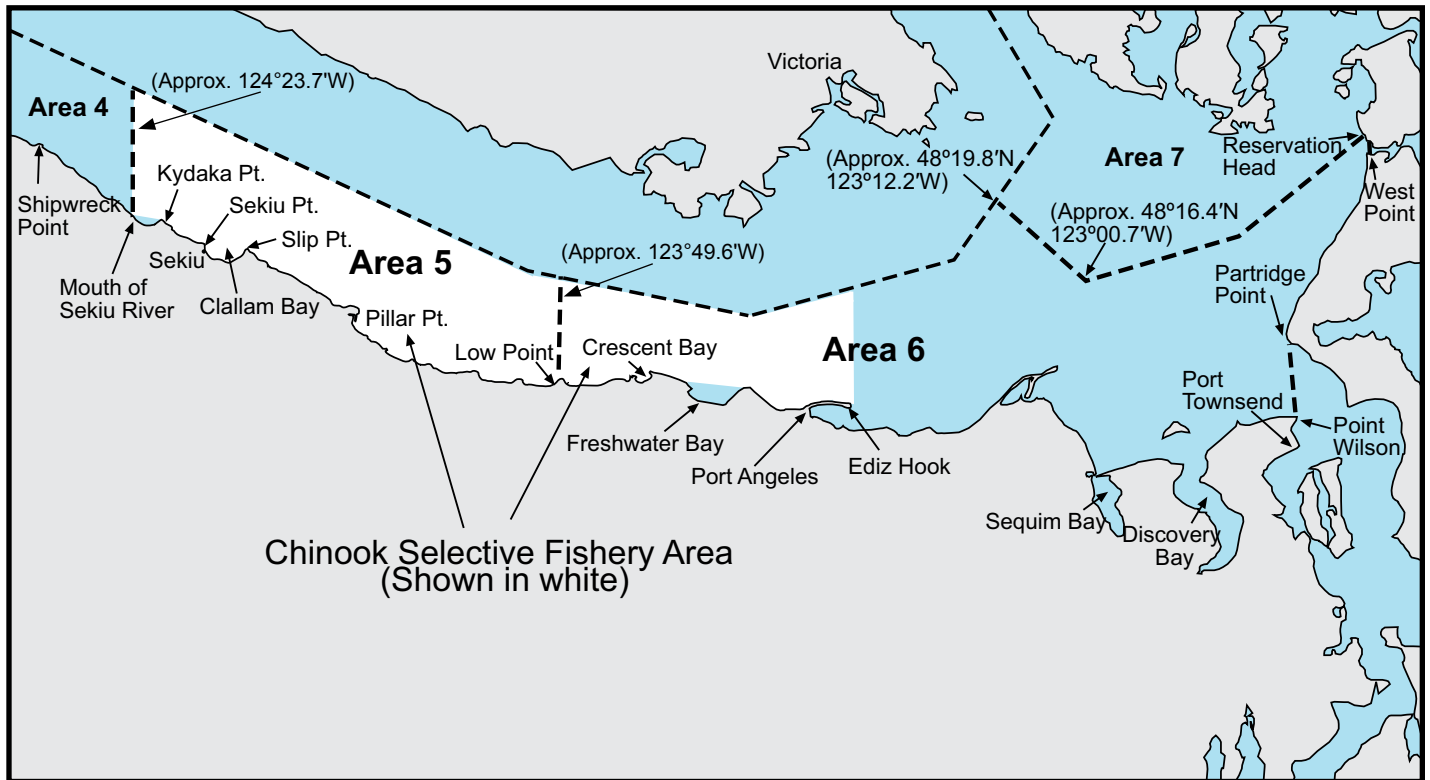 Victoria
(Approx. 124°23.7'W)
Area 4
Reservation
Head
Area 7
(Approx. 48º19.8′N
123º12.2′W)
Kydaka Pt.
West
Point
Shipwreck
Point
Sekiu Pt.
(Approx. 48º16.4′N
123º00.7′W)
Slip Pt.
(Approx. 123°49.6'W)
Sekiu
Area 5
Partridge
Point
Mouth of
Sekiu River
Clallam Bay
Pillar Pt.
Low Point
Crescent Bay
Area 6
Port
Townsend
Point
Wilson
Freshwater Bay
Port Angeles
Ediz Hook
Sequim Bay
Discovery
Bay
Chinook Selective Fishery Area
(Shown in white)